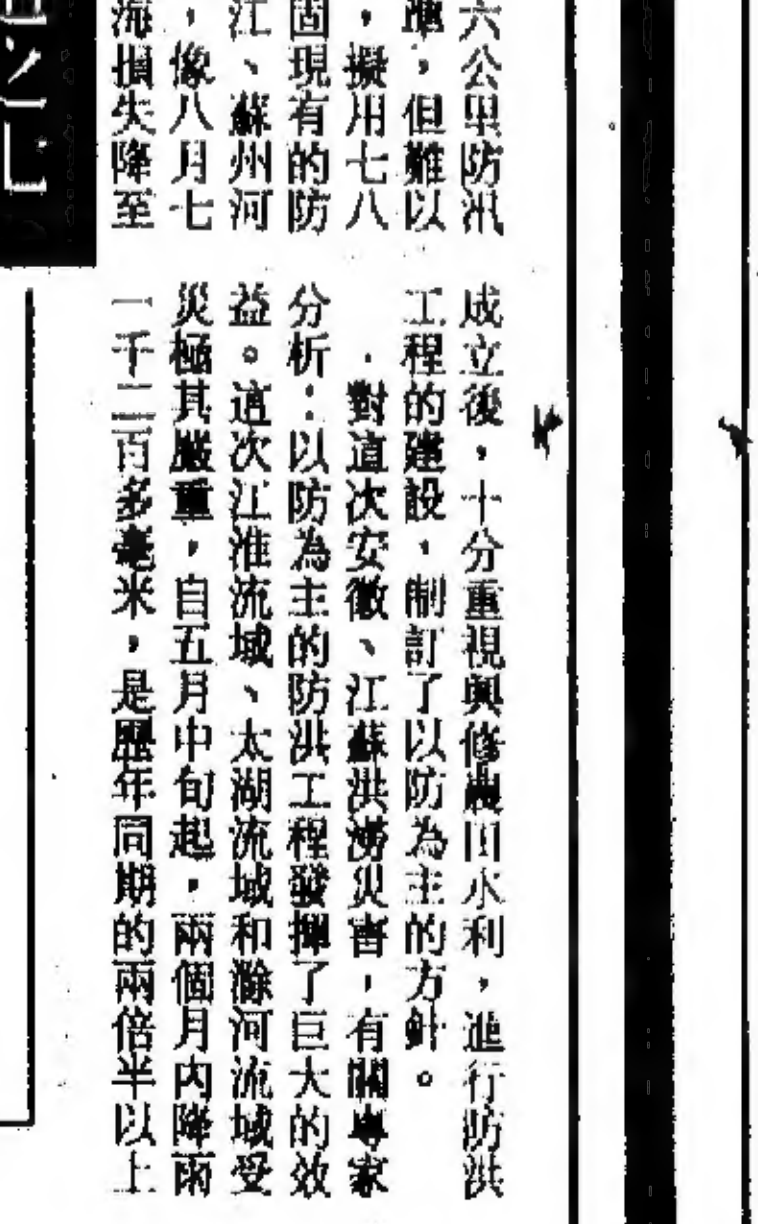 六公里防汛
，但難以
，擬用七八
固現有的防
江、蘇州河
，像八月七
海損失降至
成立後，十分重視興修農田水利，進行防洪
工程的建設，制訂了以防為主的方針。
對這次安徽、江蘇洪澇災害，有關專家
分析：以防為主的防洪工程發揮了巨大的效
益。這次江淮流域、太湖流域和滁河流域受
災極其嚴重，自五月中旬起，兩個月內降雨
一千二百多毫米，是歷年同期的兩倍半以上